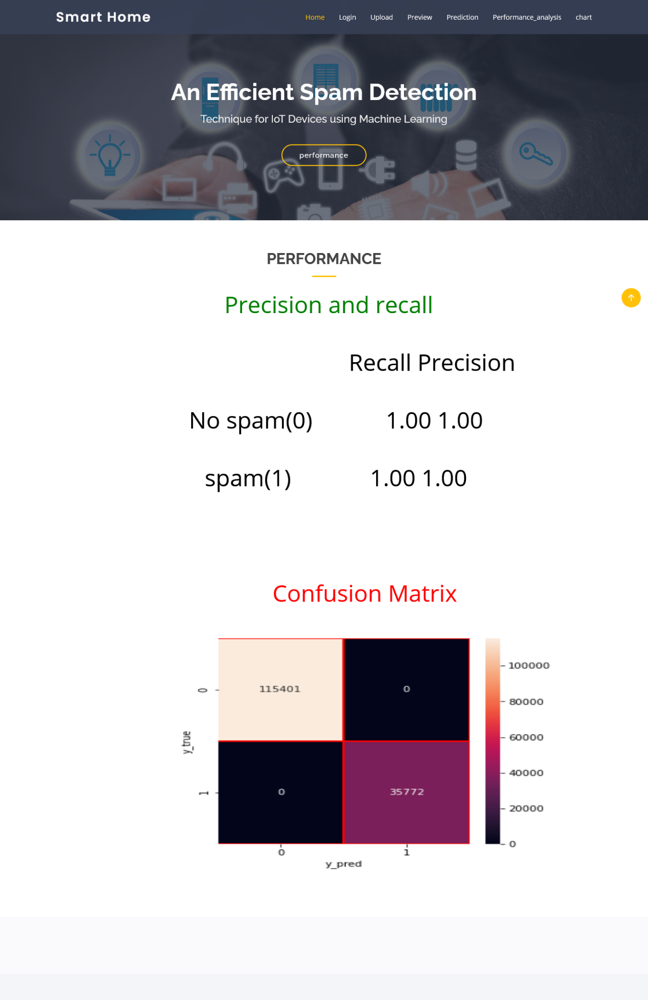 Smart Home
Home Login Upload Preview Prediction Performance_analysis chart
An Efficient Spam Detection
Technique for IoT Devices using Machine Learning
performance
PERFORMANCE
Precision and recall
Recall Precision
No spam(0) 1.00 1.00
spam(1) 1.00 1.00
Confusion Matrix
115401 0
0 35772
0
1
y_true
0 1
y_pred
100000
80000
60000
40000
20000
0